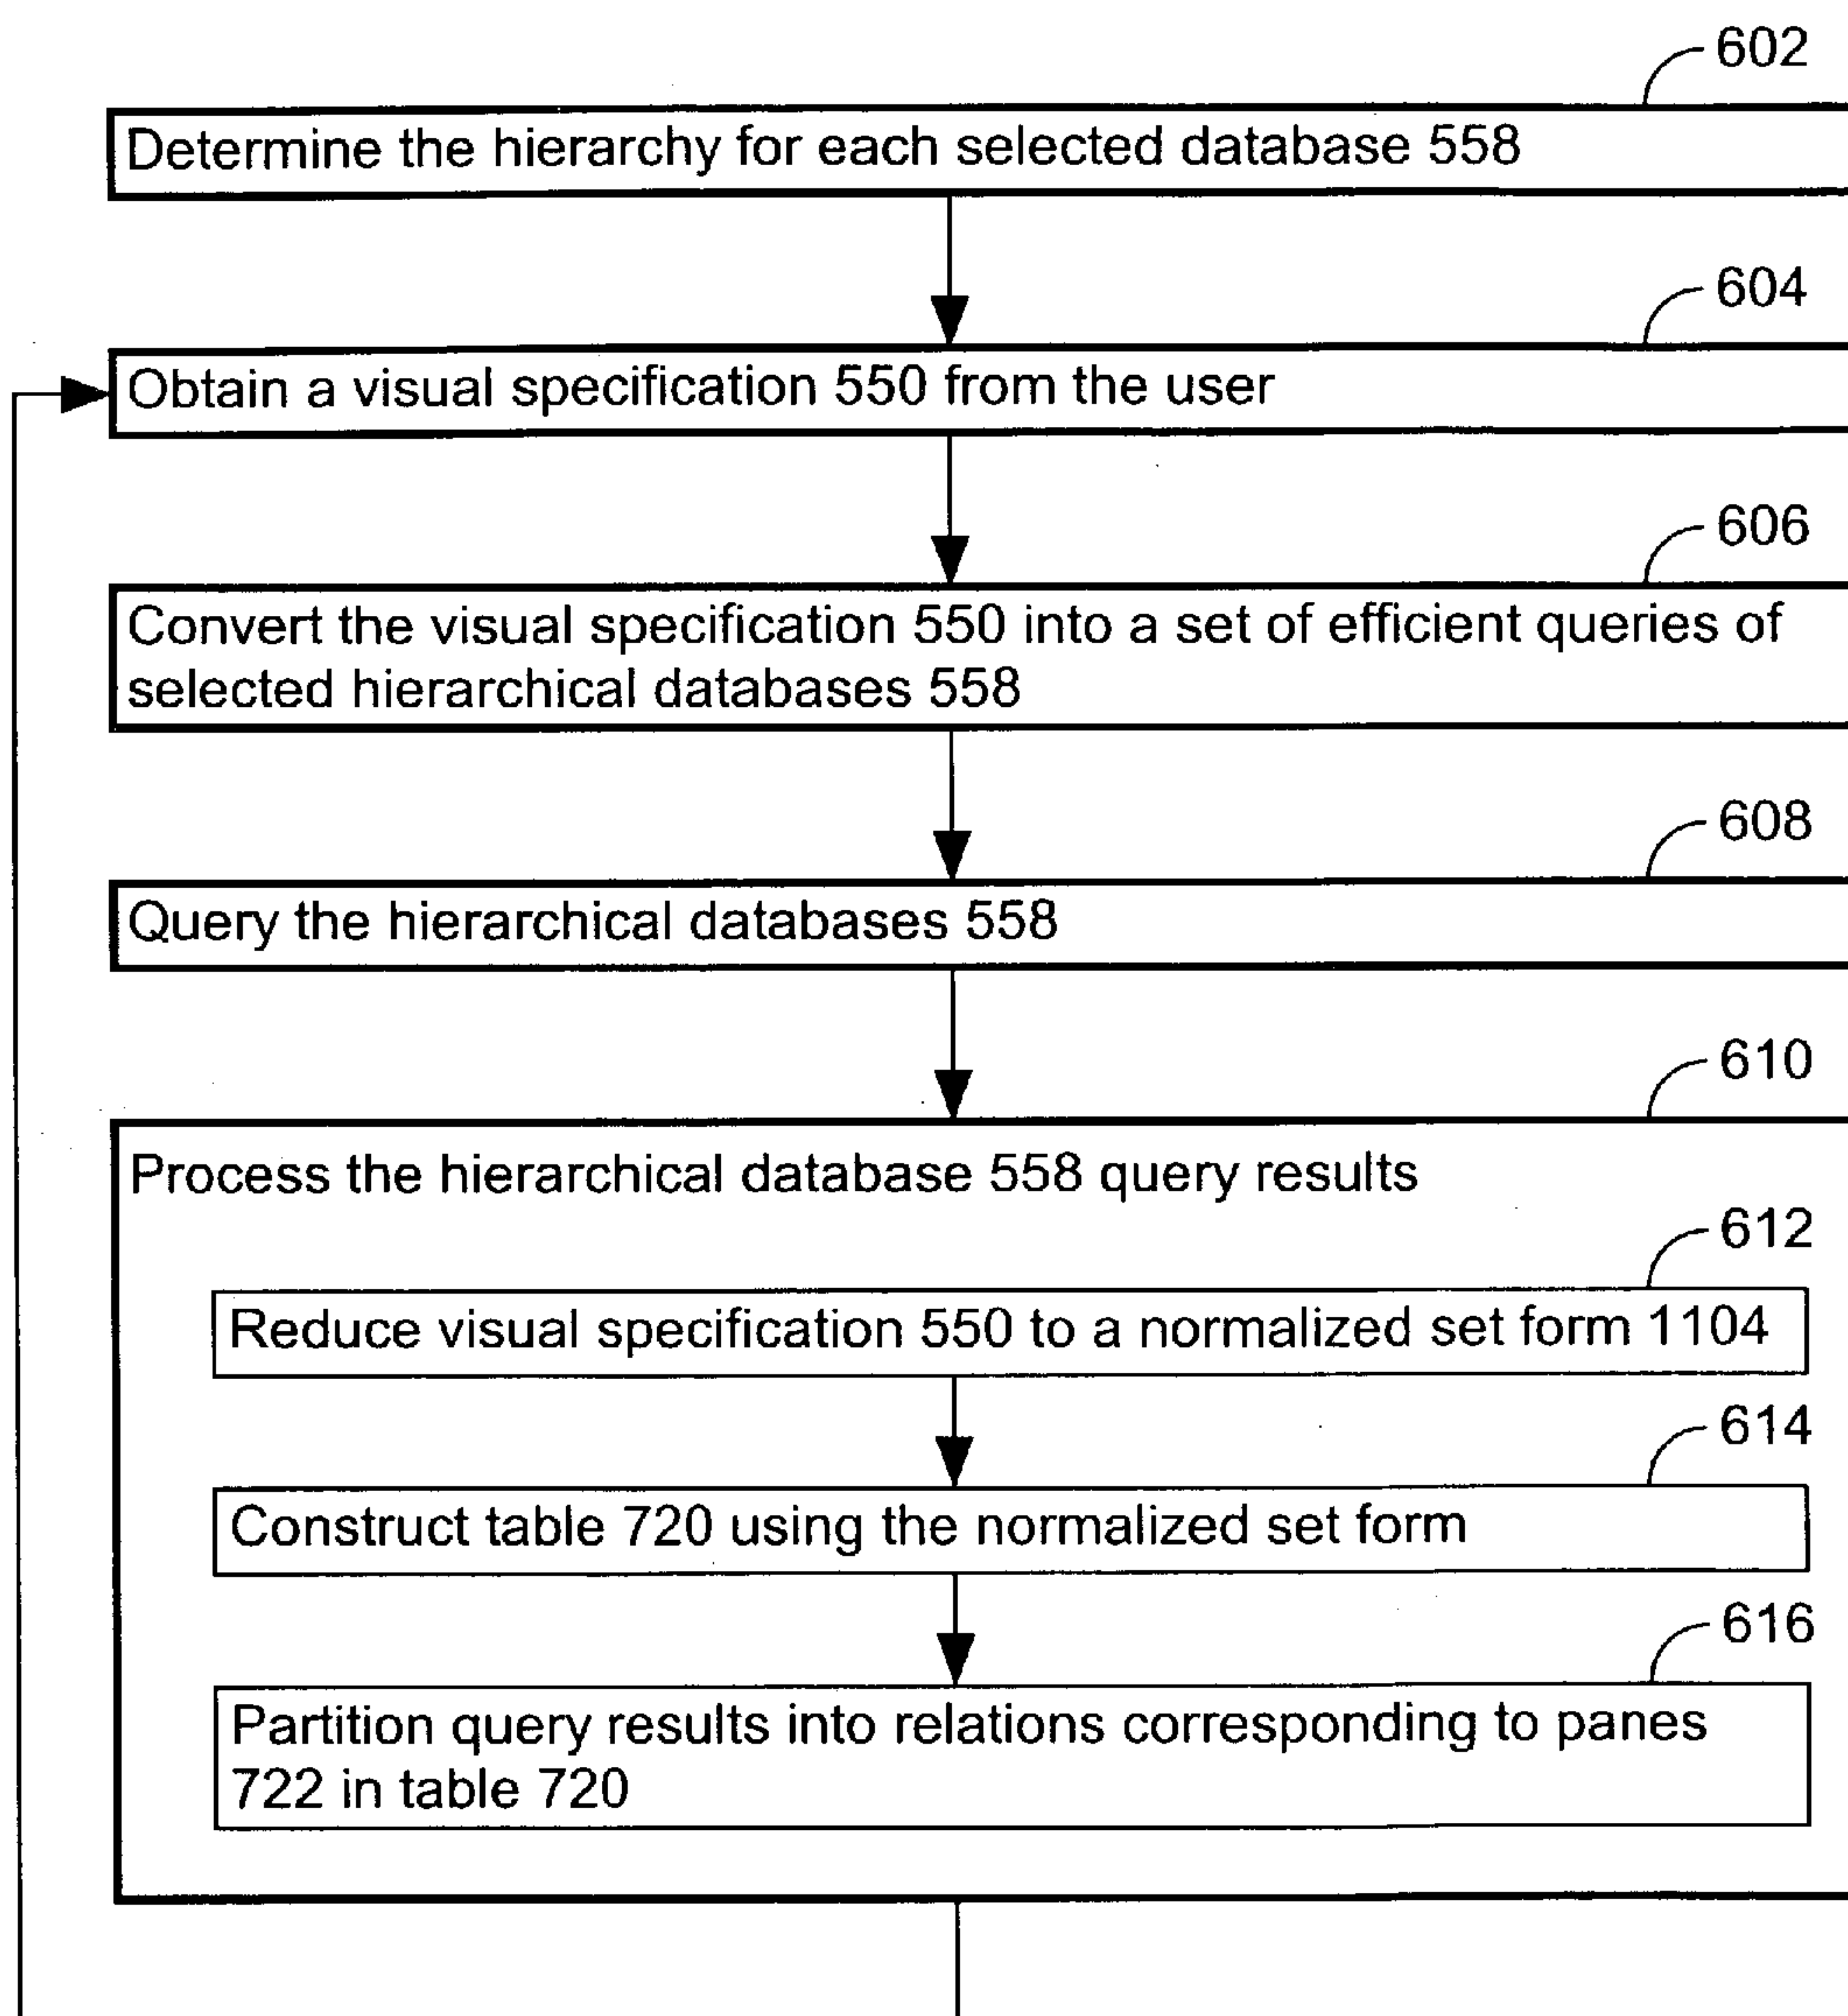 602
Determine the hierarchy for each selected database 558
604
Obtain a visual specification 550 from the user
606
Convert the visual specification 550 into a set of efficient queries of
selected hierarchical databases 558
608
Query the hierarchical databases 558
610
Process the hierarchical database 558 query results
612
Reduce visual specification 550 to a normalized set form 1104
614
Construct table 720 using the normalized set form
616
Partition query results into relations corresponding to panes
722 in table 720